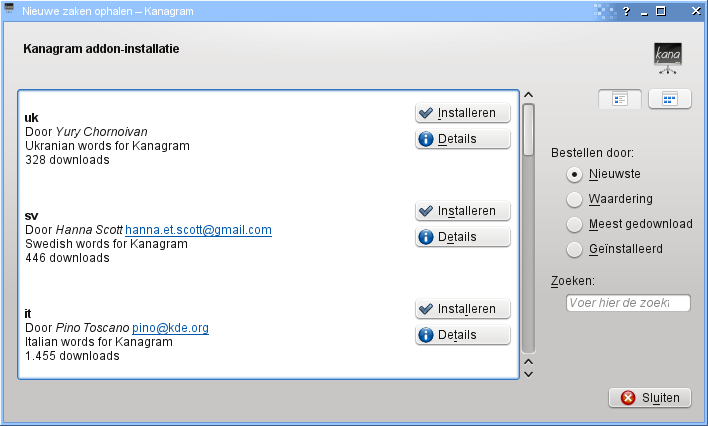 Nieuwe zaken ophalen – Kanagram
Kanagram addon-installatie
kana
uk
Door Yury Chornoivan
Ukranian words for Kanagram
328 downloads
Installeren
Details
sv
Door Hanna Scott hanna.et.scott@gmail.com
Swedish words for Kanagram
446 downloads
Installeren
Details
it
Door Pino Toscano pino@kde.org
Italian words for Kanagram
1.455 downloads
Installeren
Details
Bestellen door:
Nieuwste
Waardering
Meest gedownload
Geïnstalleerd
Zoeken:
Voer hier de zoekt
Sluiten